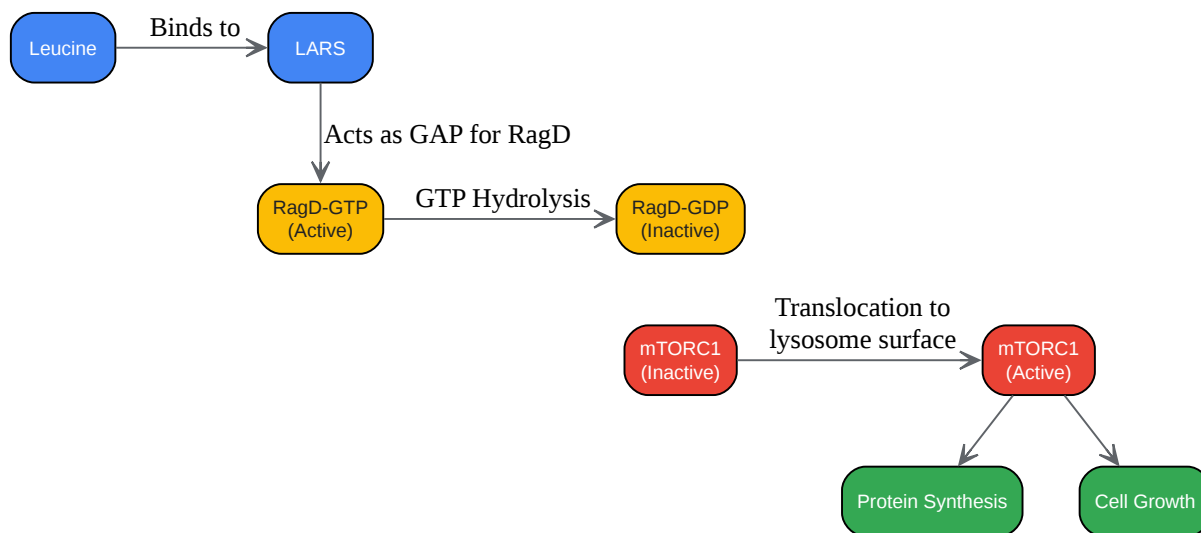 Binds to
Leucine
LARS
Acts as GAP for RagD
RagD-GTP
(Active)
GTP Hydrolysis
RagD-GDP
(Inactive)
Translocation to
lysosome surface
mTORC1
(Inactive)
mTORC1
(Active)
Protein Synthesis
Cell Growth